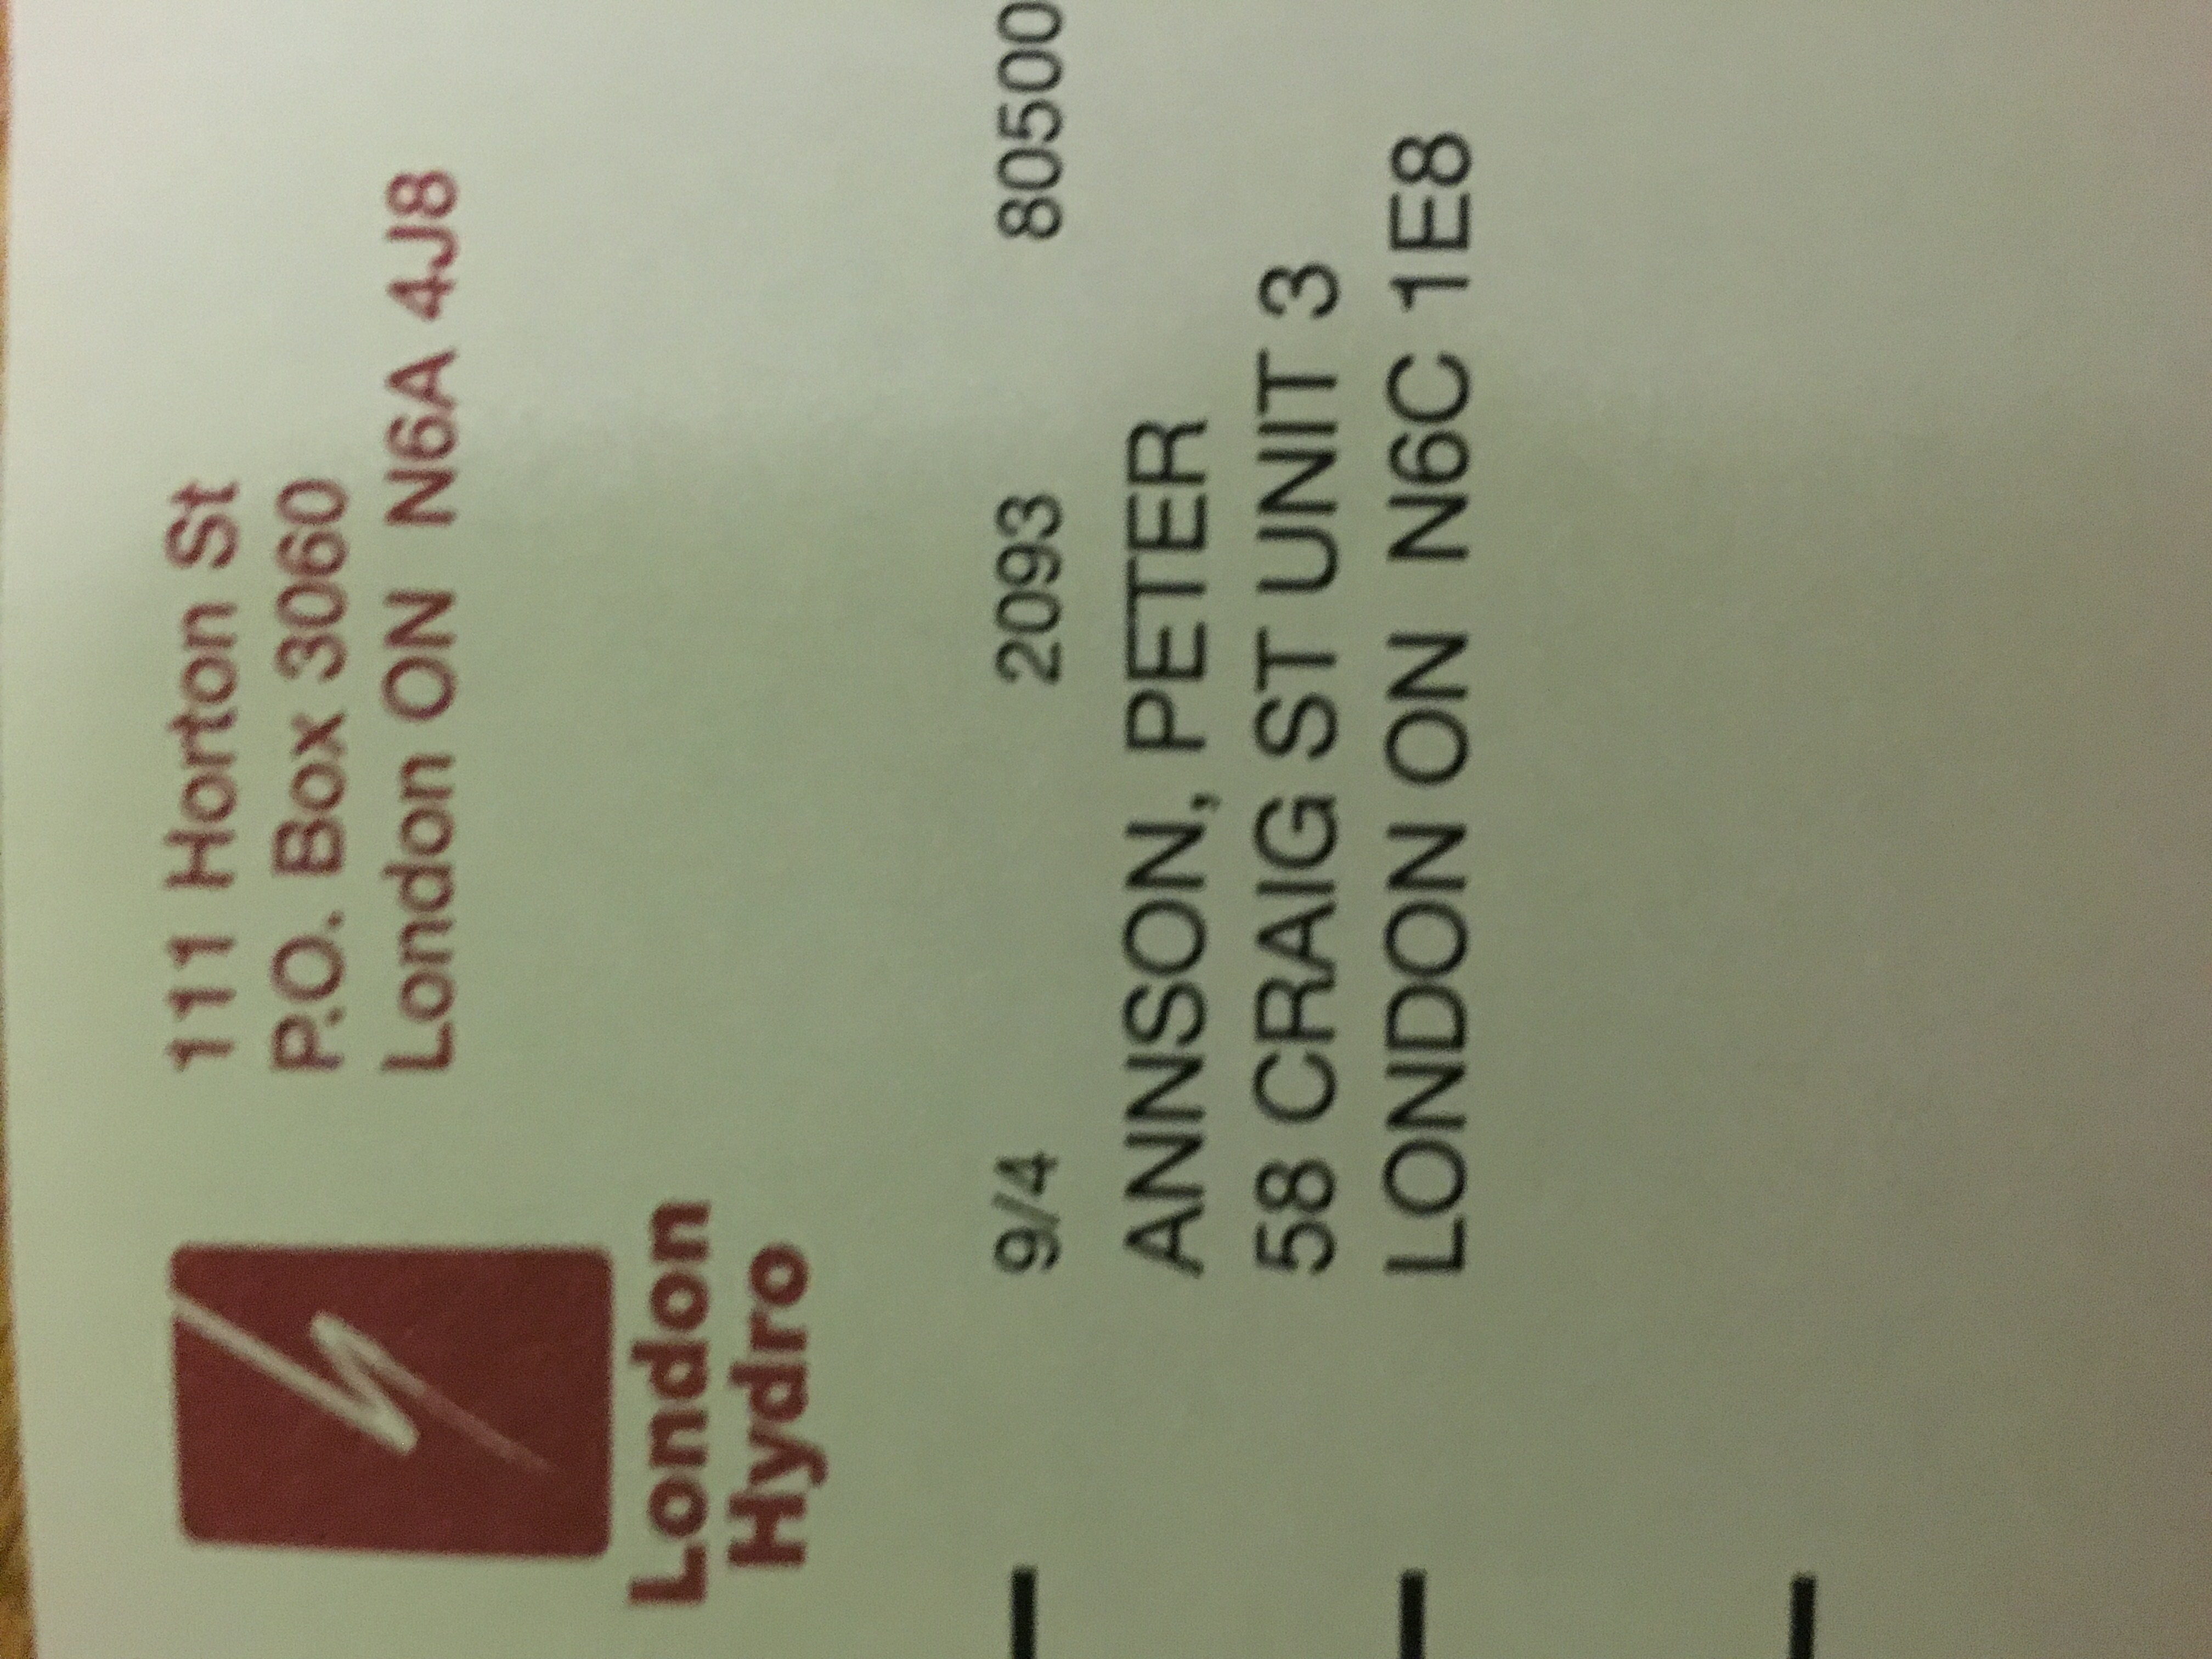 111 Horton St
P.O. Box 3060
London ON N6A 4J8
London
Hydro
9/4 2093 80500
ANNSON, PETER
58 CRAIG ST UNIT 3
LONDON ON N6C 1E8